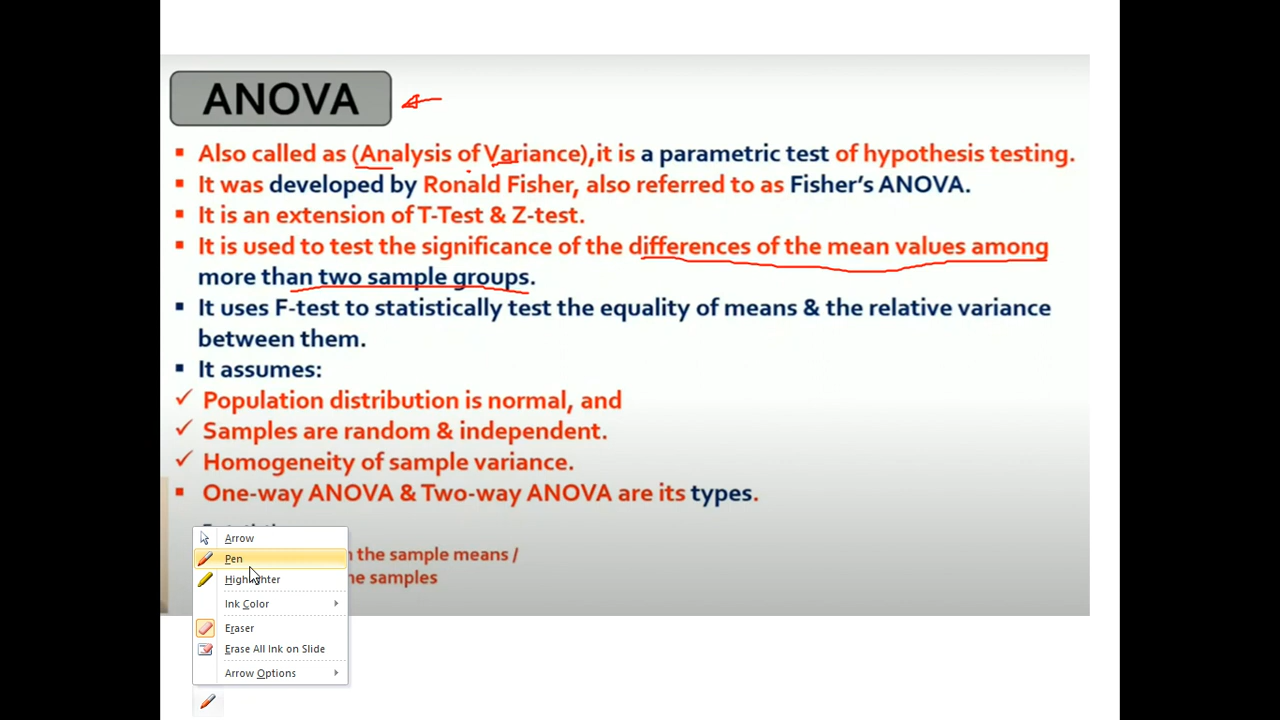 ANOVA
Also called as (Analysis of Variance),it is a parametric test of hypothesis testing.
It was developed by Ronald Fisher, also referred to as Fisher's ANOVA.
It is an extension of T-Test & Z-test.
It is used to test the significance of the differences of the mean values among
more than two sample groups.
It uses F-test to statistically test the equality of means & the relative variance
between them.
It assumes:
Population distribution is normal, and
Samples are random & independent.
Homogeneity of sample variance.
One-way ANOVA & Two-way ANOVA are its types.
the sample means /
samples
Arrow
Pen
Highlighter
Ink Color
Eraser
Erase All Ink on Slide
Arrow Options